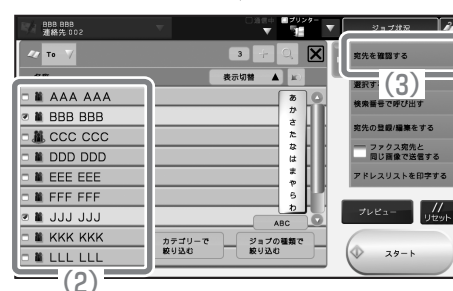 BBB BBB
連絡先 002
送信中
プリンター
ジョブ状況
To
3
宛先を確認する
表示切替
AAA AAA
BBB BBB
CCC CCC
DDD DDD
EEE EEE
FFF FFF
JJJ JJJ
KKK KKK
LLL LLL
(2)
あ
か
さ
た
な
は
ま
や
ら
わ
ABC
カテゴリーで
絞り込む
ジョブの種類で
絞り込む
(3)
検索番号で呼び出す
宛先の登録/編集をする
ファクス宛先と
同じ画像で送信する
アドレスリストを印字する
プレビュー
リセット
スタート